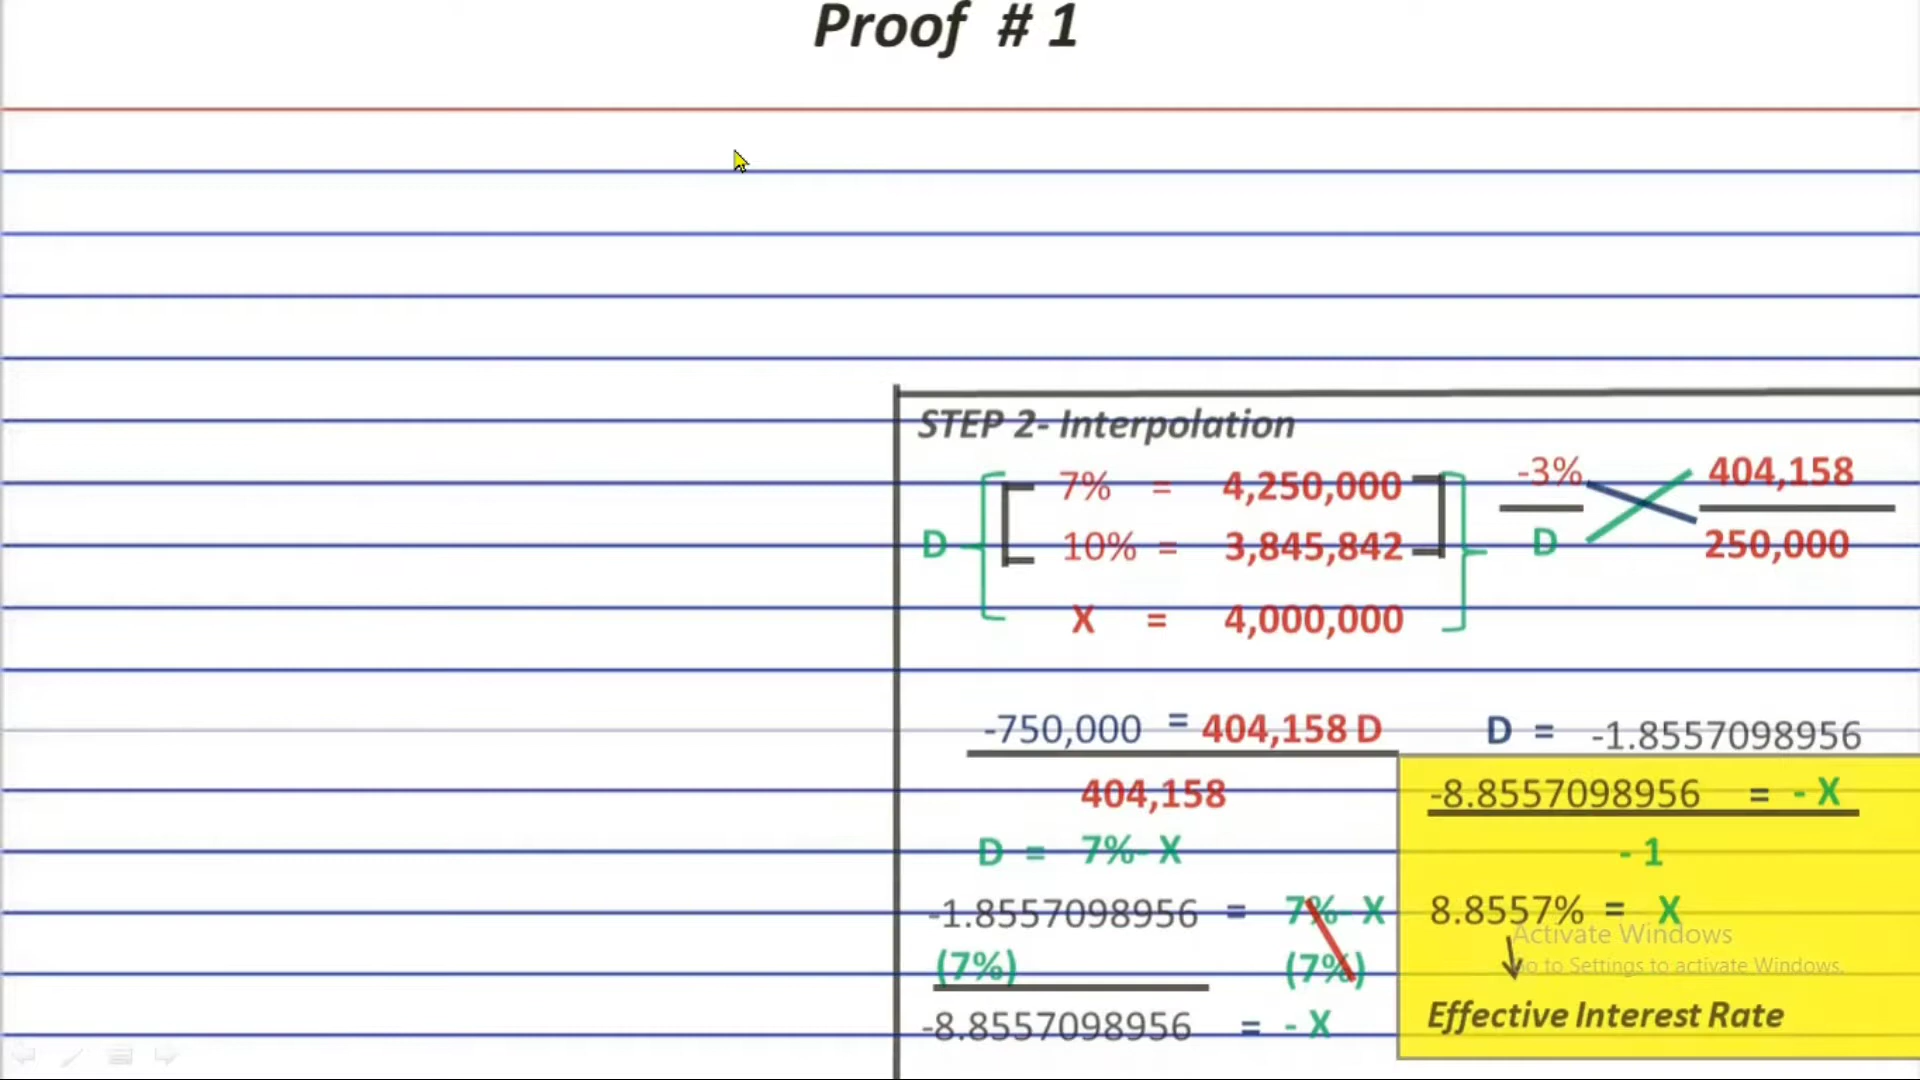 Proof # 1
STEP 2- Interpolation
7% = 4,250,000
10% = 3,845,842
X = 4,000,000
D
-3% 404,158
D 250,000
-750,000 = 404,158 D
404,158
D = -1.8557098956
D = 7%- X
-1.8557098956 = 7%- X
(7%) (7%)
-8.8557098956 = - X
-8.8557098956 = - X
- 1
8.8557% = X
Activate Windows
Go to Settings to activate Windows.
Effective Interest Rate